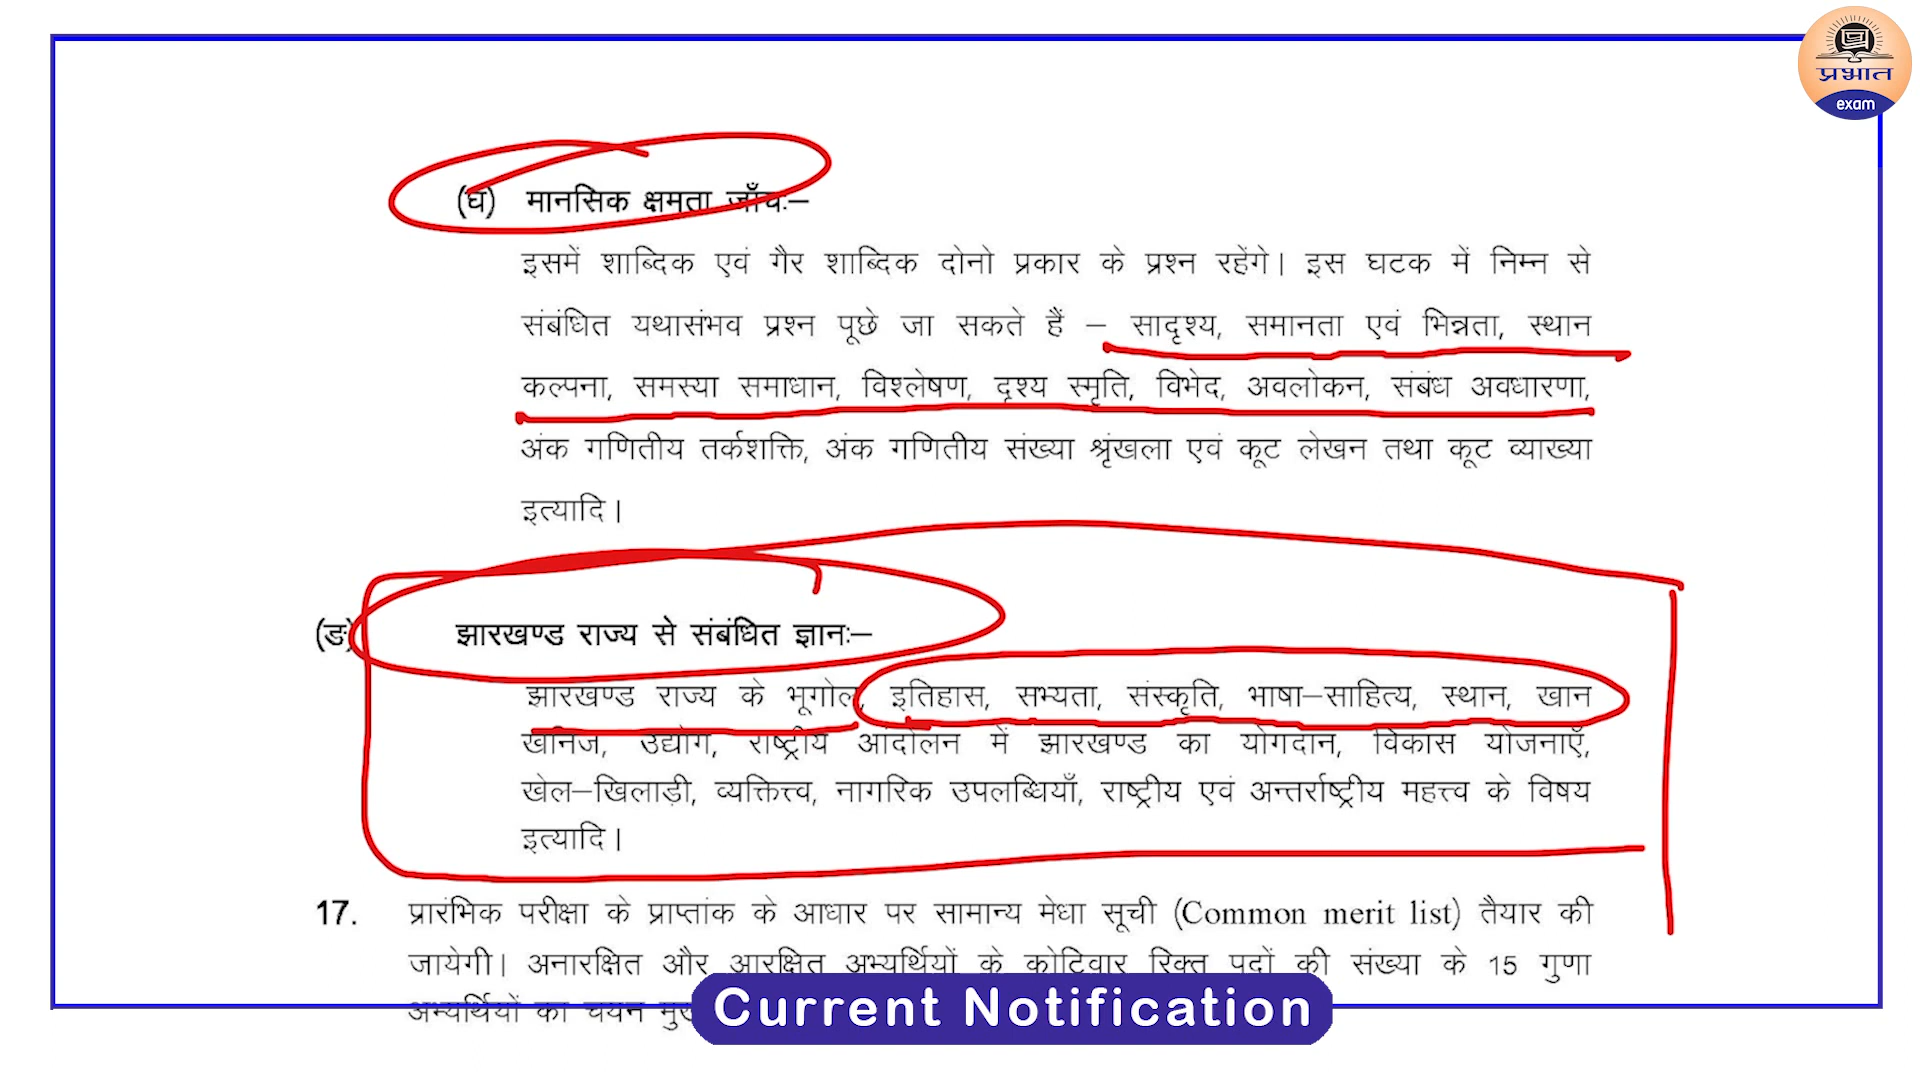 प्रभात
exam
(घ) मानसिक क्षमता जाँचः–
इसमें शाब्दिक एवं गैर शाब्दिक दोनो प्रकार के प्रश्न रहेंगे। इस घटक में निम्न से
संबंधित यथासंभव प्रश्न पूछे जा सकते हैं – सादृश्य, समानता एवं भिन्नता, स्थान
कल्पना, समस्या समाधान, विश्लेषण, दृश्य स्मृति, विभेद, अवलोकन, संबंध अवधारणा,
अंक गणितीय तर्कशक्ति, अंक गणितीय संख्या श्रृंखला एवं कूट लेखन तथा कूट व्याख्या
इत्यादि।
(ङ) झारखण्ड राज्य से संबंधित ज्ञानः–
झारखण्ड राज्य के भूगोल, इतिहास, सभ्यता, संस्कृति, भाषा–साहित्य, स्थान, खान
खनिज, उद्योग, राष्ट्रीय आंदोलन में झारखण्ड का योगदान, विकास योजनाएँ,
खेल–खिलाड़ी, व्यक्तित्त्व, नागरिक उपलब्धियाँ, राष्ट्रीय एवं अन्तर्राष्ट्रीय महत्त्व के विषय
इत्यादि।
17. प्रारंभिक परीक्षा के प्राप्तांक के आधार पर सामान्य मेधा सूची (Common merit list) तैयार की
जायेगी। अनारक्षित और आरक्षित अभ्यर्थियों के कोटिवार रिक्त पदों की संख्या के 15 गुणा
अभ्यर्थियों का चयन
Current Notification